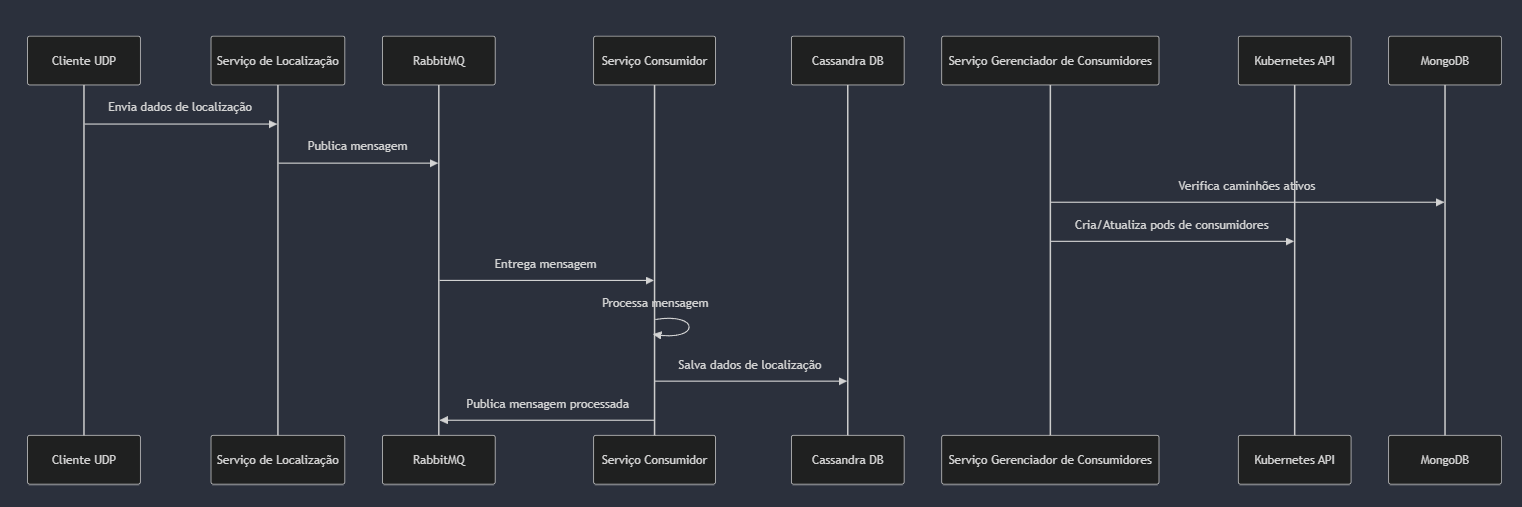 Cliente UDP
Serviço de Localização
RabbitMQ
Serviço Consumidor
Cassandra DB
Serviço Gerenciador de Consumidores
Kubernetes API
MongoDB
Envia dados de localização
Publica mensagem
Verifica caminhões ativos
Cria/Atualiza pods de consumidores
Entrega mensagem
Processa mensagem
Salva dados de localização
Publica mensagem processada
Cliente UDP
Serviço de Localização
RabbitMQ
Serviço Consumidor
Cassandra DB
Serviço Gerenciador de Consumidores
Kubernetes API
MongoDB